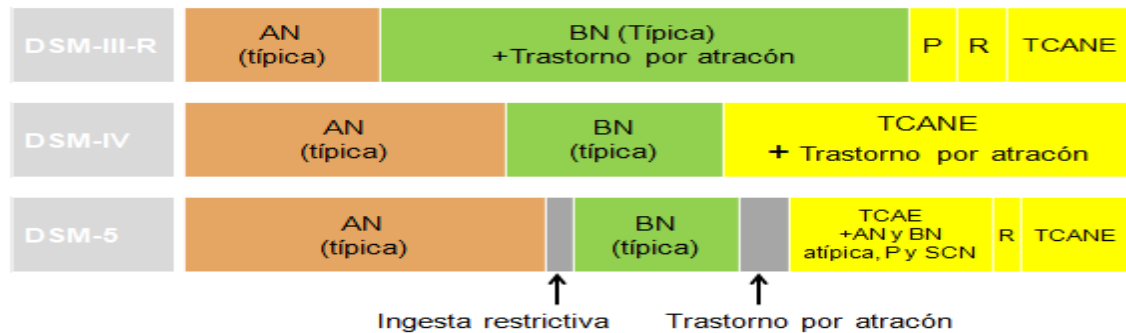 DSM-III-R
AN
(típica)
BN (Típica)
+Trastorno por atracón
P
R
TCANE
DSM-IV
AN
(típica)
BN
(típica)
TCANE
+ Trastorno por atracón
DSM-5
AN
(típica)
BN
(típica)
TCAE
+AN y BN
atípica, P y SCN
R
TCANE
Ingesta restrictiva
Trastorno por atracón